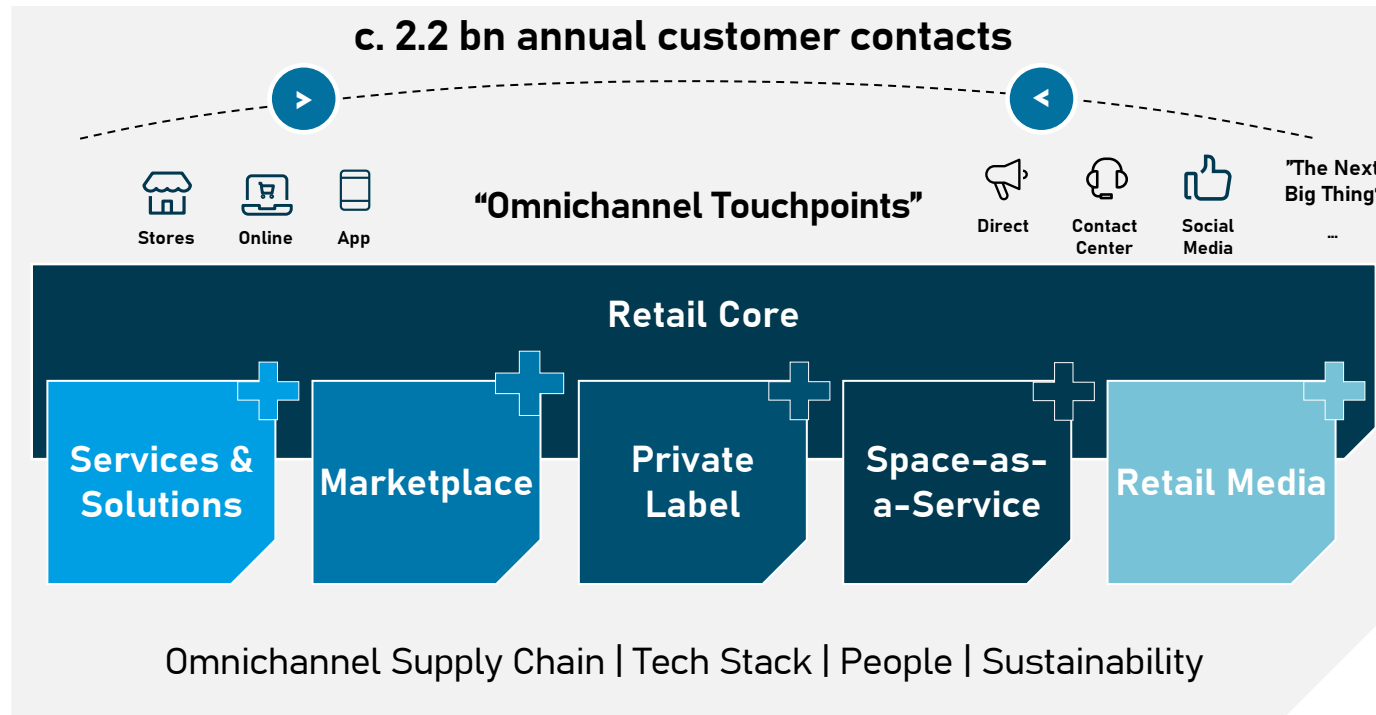 c. 2.2 bn annual customer contacts
>
<
Stores
Online
App
“Omnichannel Touchpoints”
Direct
Contact
Center
Social
Media
"The Next
Big Thing"
...
Retail Core
Services &
Solutions
Marketplace
Private
Label
Space-as-
a-Service
Retail Media
Omnichannel Supply Chain | Tech Stack | People | Sustainability